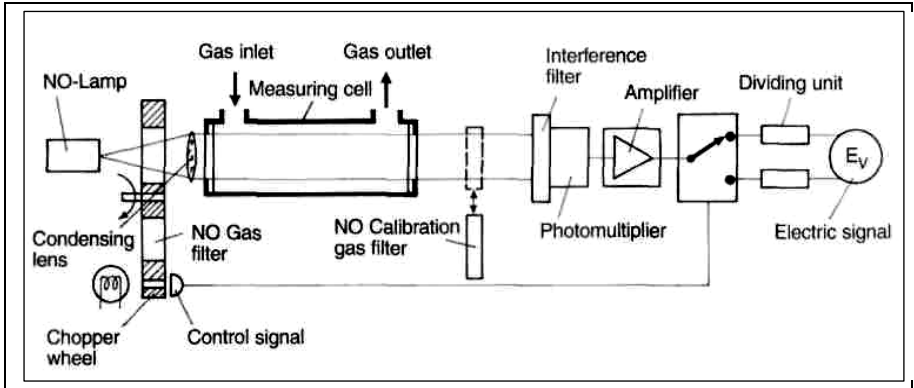 Gas inlet
Gas outlet
Interference
filter
NO-Lamp
Measuring cell
Amplifier
Dividing unit
E_V
Condensing
lens
NO Gas
filter
NO Calibration
gas filter
Photomultiplier
Electric signal
Chopper
wheel
Control signal